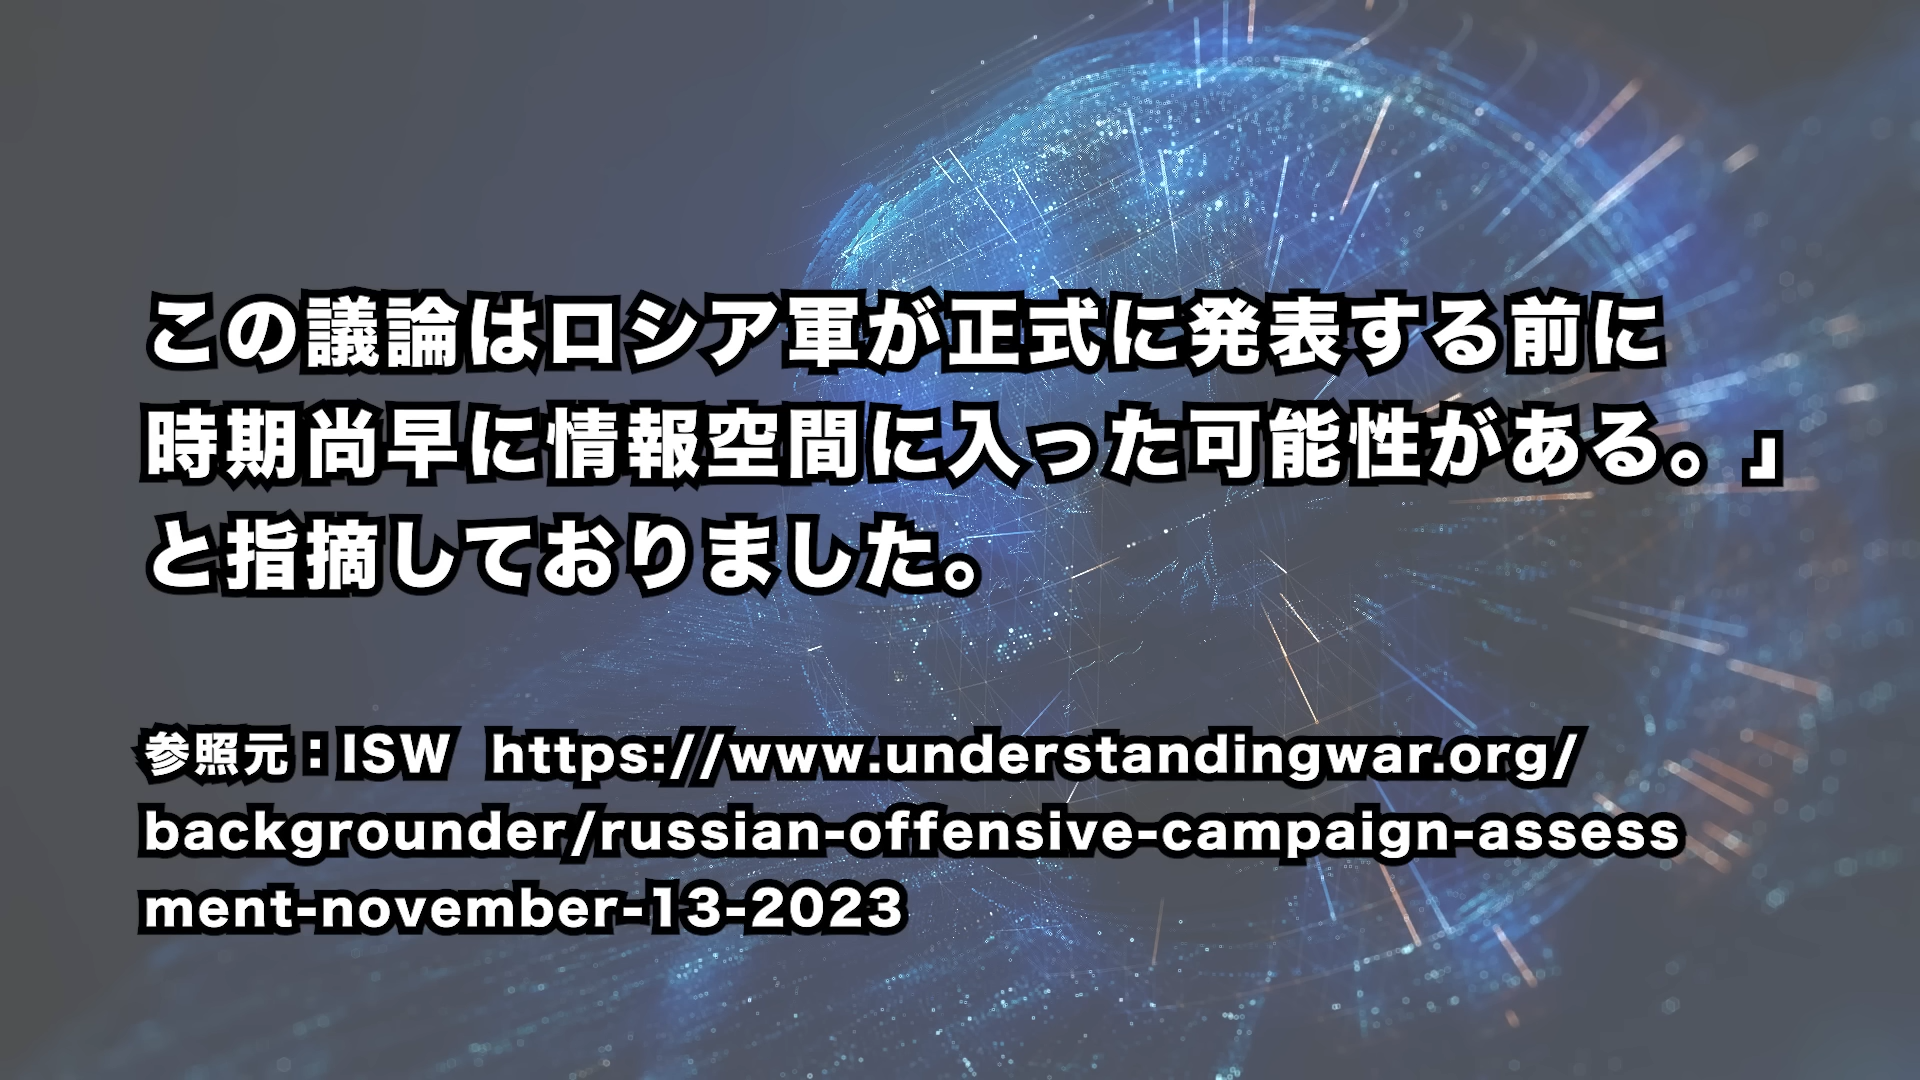 この議論はロシア軍が正式に発表する前に
時期尚早に情報空間に入った可能性がある。」
と指摘しておりました。
参照元：ISW https://www.understandingwar.org/
backgrounder/russian-offensive-campaign-assess
ment-november-13-2023